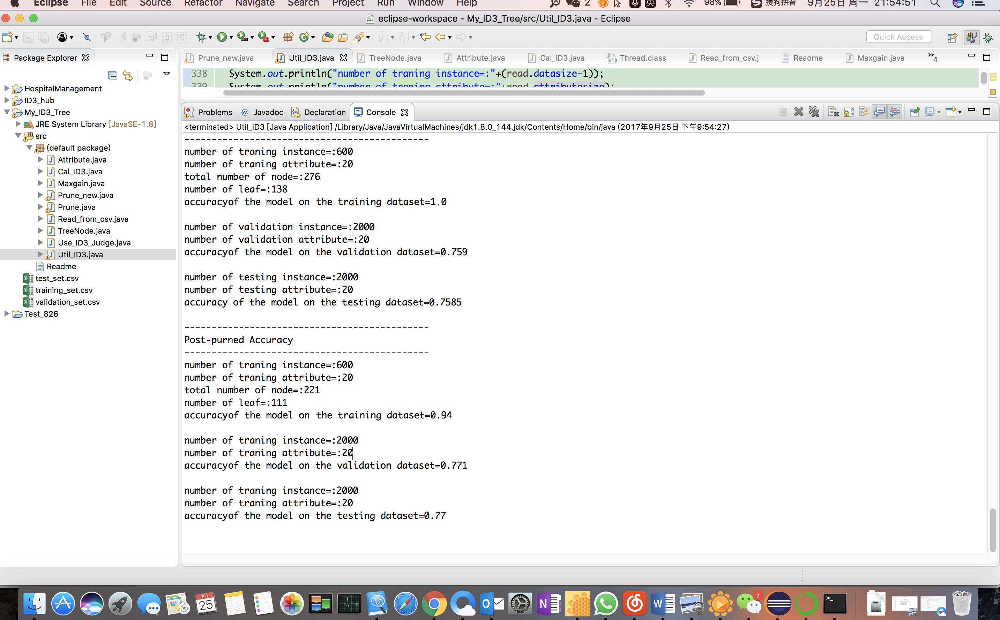 Eclipse File Edit Source Refactor Navigate Search Project Run Window Help 2 英 98% 搜狗拼音 9月25日 周一 21:54:51
eclipse-workspace - My_ID3_Tree/src/Util_ID3.java - Eclipse
Quick Access
Package Explorer
HospitalManagement
ID3_hub
My_ID3_Tree
JRE System Library [JavaSE-1.8]
src
(default package)
Attribute.java
Cal_ID3.java
Maxgain.java
Prune_new.java
Prune.java
Read_from_csv.java
TreeNode.java
Use_ID3_Judge.java
Util_ID3.java
Readme
test_set.csv
training_set.csv
validation_set.csv
Test_826
Prune_new.java Util_ID3.java TreeNode.java Attribute.java Cal_ID3.java Thread.class Read_from_csv.j Readme Maxgain.java »4
338 System.out.println("number of traning instance=:"+(read.datasize-1));
339 System.out.println("number of traning attribute=:"+read.attributesize);
Problems @ Javadoc Declaration Console
<terminated> Util_ID3 [Java Application] /Library/Java/JavaVirtualMachines/jdk1.8.0_144.jdk/Contents/Home/bin/java (2017年9月25日 下午9:54:27)
---------------------------------------------
number of traning instance=:600
number of traning attribute=:20
total number of node=:276
number of leaf=:138
accuracyof the model on the training dataset=1.0
number of validation instance=:2000
number of validation attribute=:20
accuracyof the model on the validation dataset=0.759
number of testing instance=:2000
number of testing attribute=:20
accuracy of the model on the testing dataset=0.7585
---------------------------------------------
Post-purned Accuracy
---------------------------------------------
number of traning instance=:600
number of traning attribute=:20
total number of node=:221
number of leaf=:111
accuracyof the model on the training dataset=0.94
number of traning instance=:2000
number of traning attribute=:20
accuracyof the model on the validation dataset=0.771
number of traning instance=:2000
number of traning attribute=:20
accuracyof the model on the testing dataset=0.77
9月
25
2